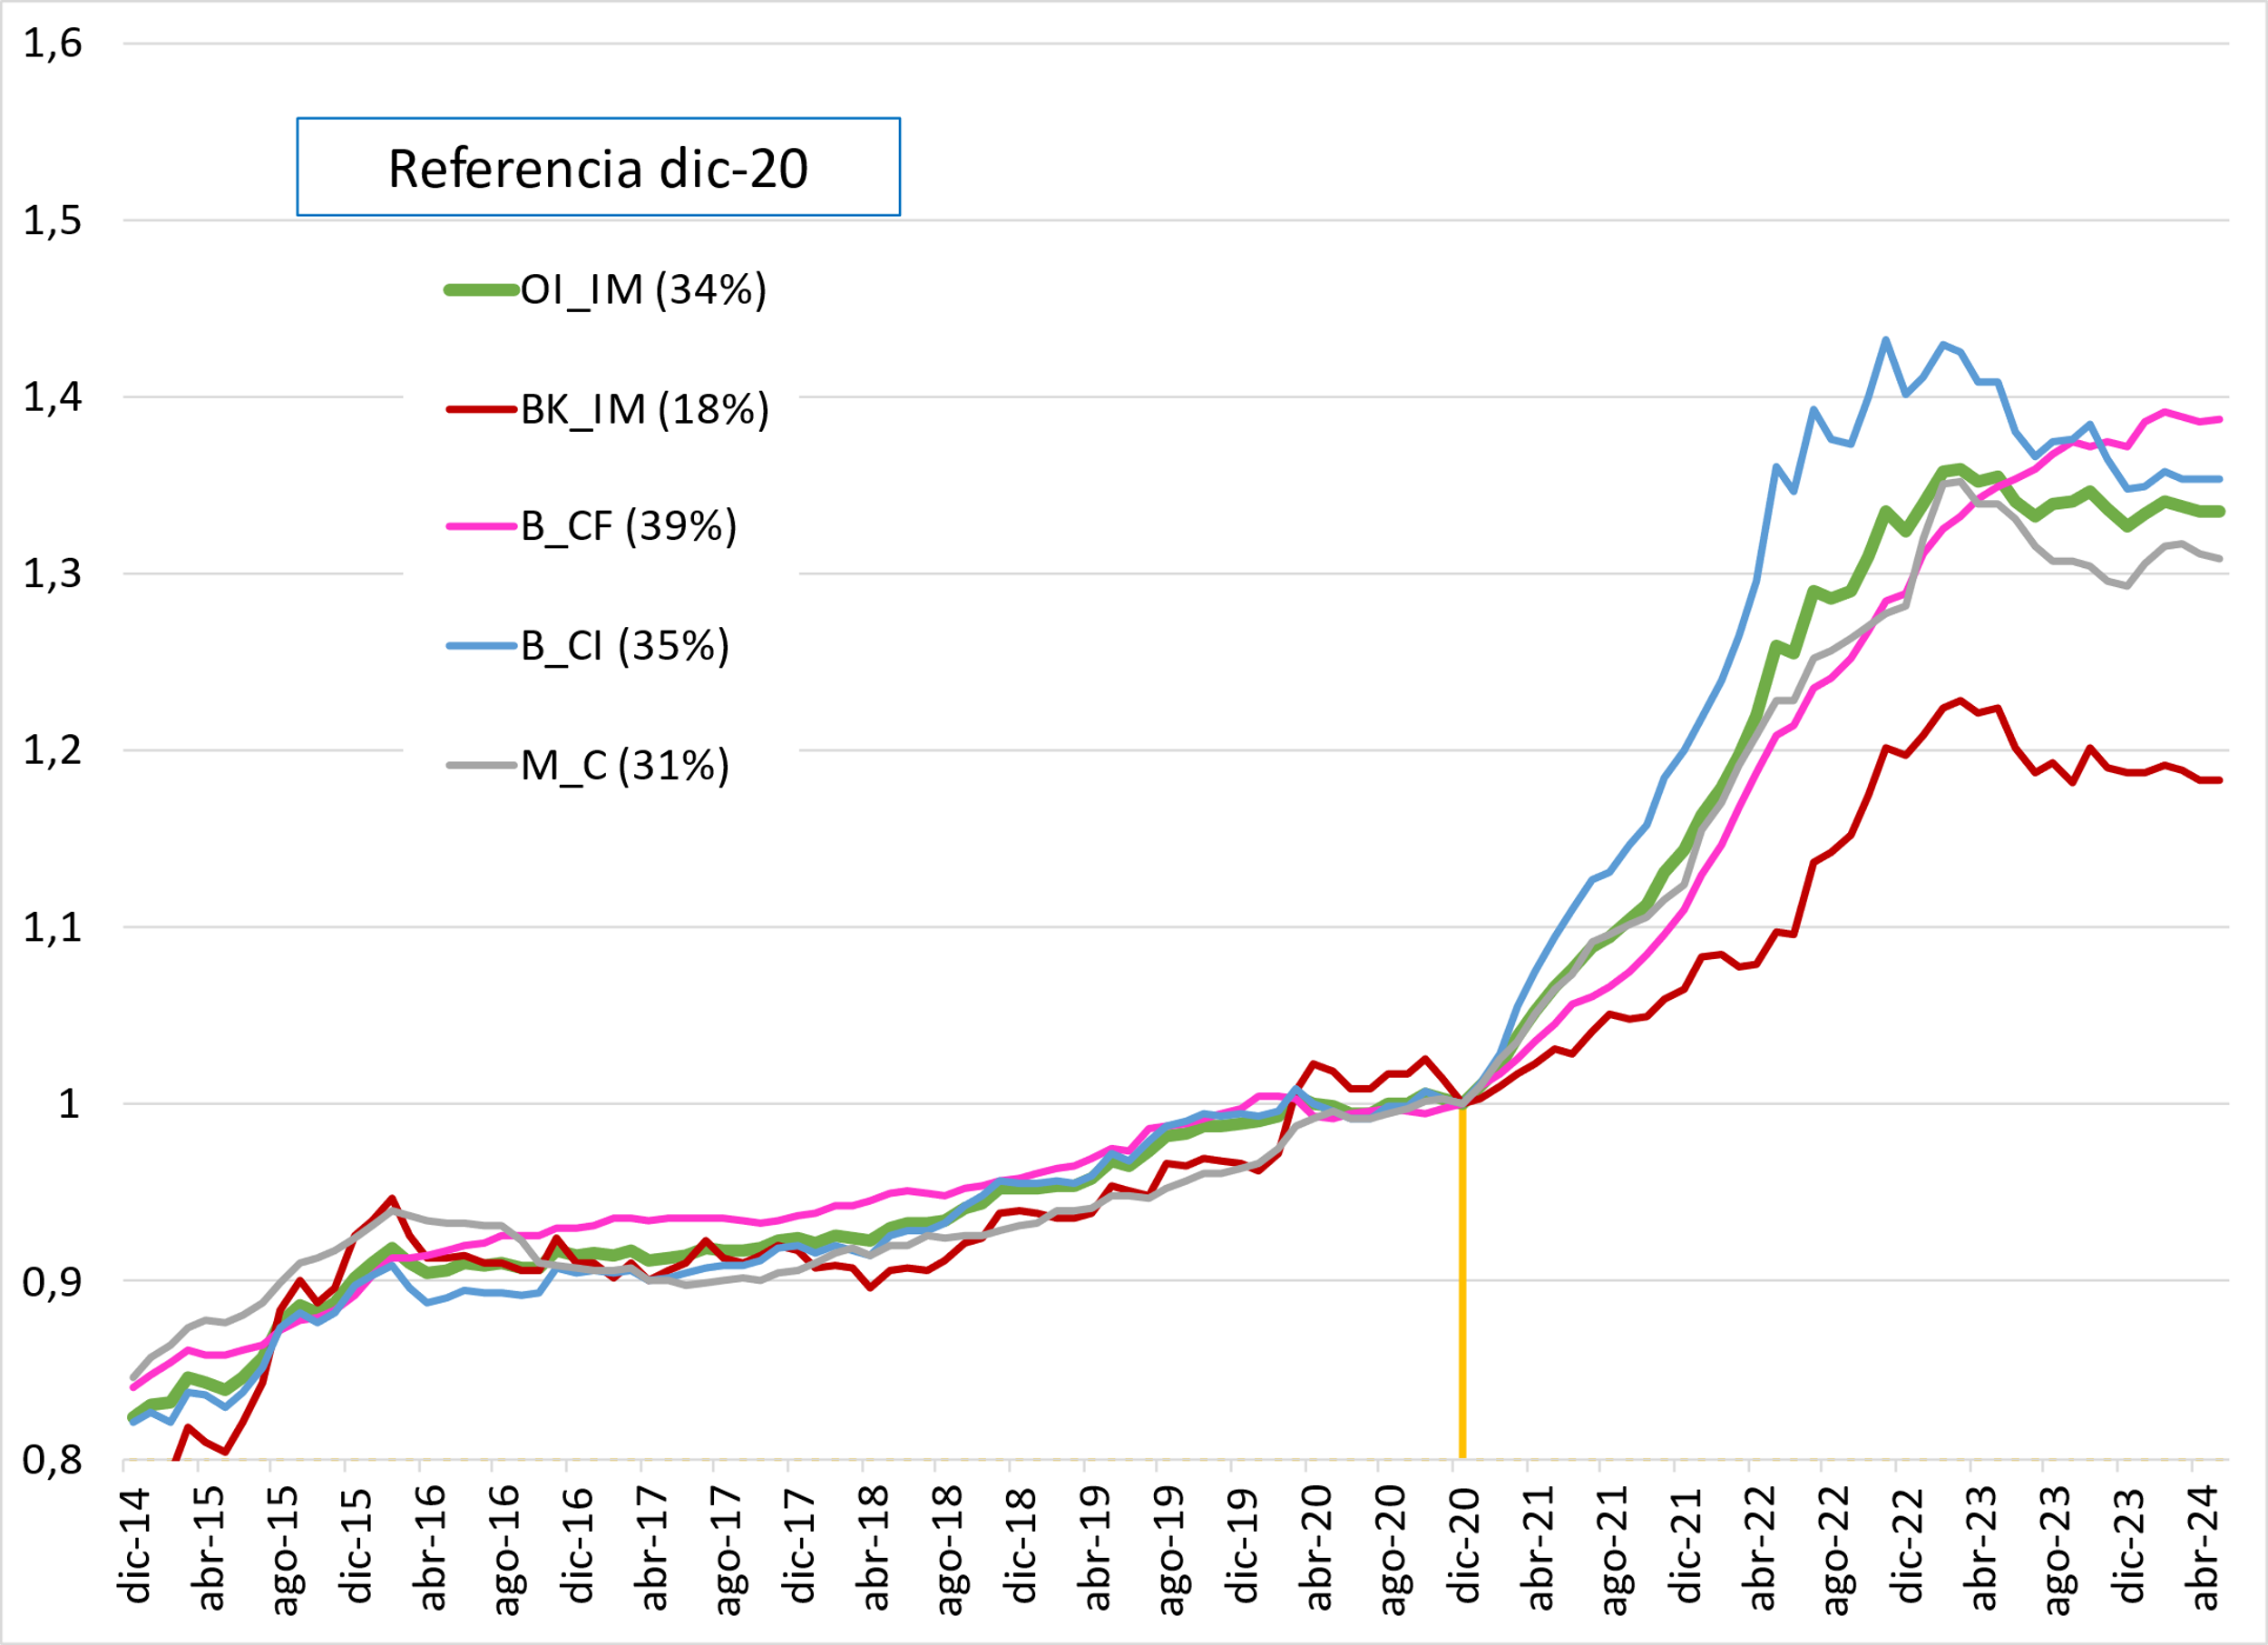 1,6
1,5
1,4
1,3
1,2
1,1
1
0,9
0,8
Referencia dic-20
OI_IM (34%)
BK_IM (18%)
B_CF (39%)
B_CI (35%)
M_C (31%)
dic-14
abr-15
ago-15
dic-15
abr-16
ago-16
dic-16
abr-17
ago-17
dic-17
abr-18
ago-18
dic-18
abr-19
ago-19
dic-19
abr-20
ago-20
dic-20
abr-21
ago-21
dic-21
abr-22
ago-22
dic-22
abr-23
ago-23
dic-23
abr-24